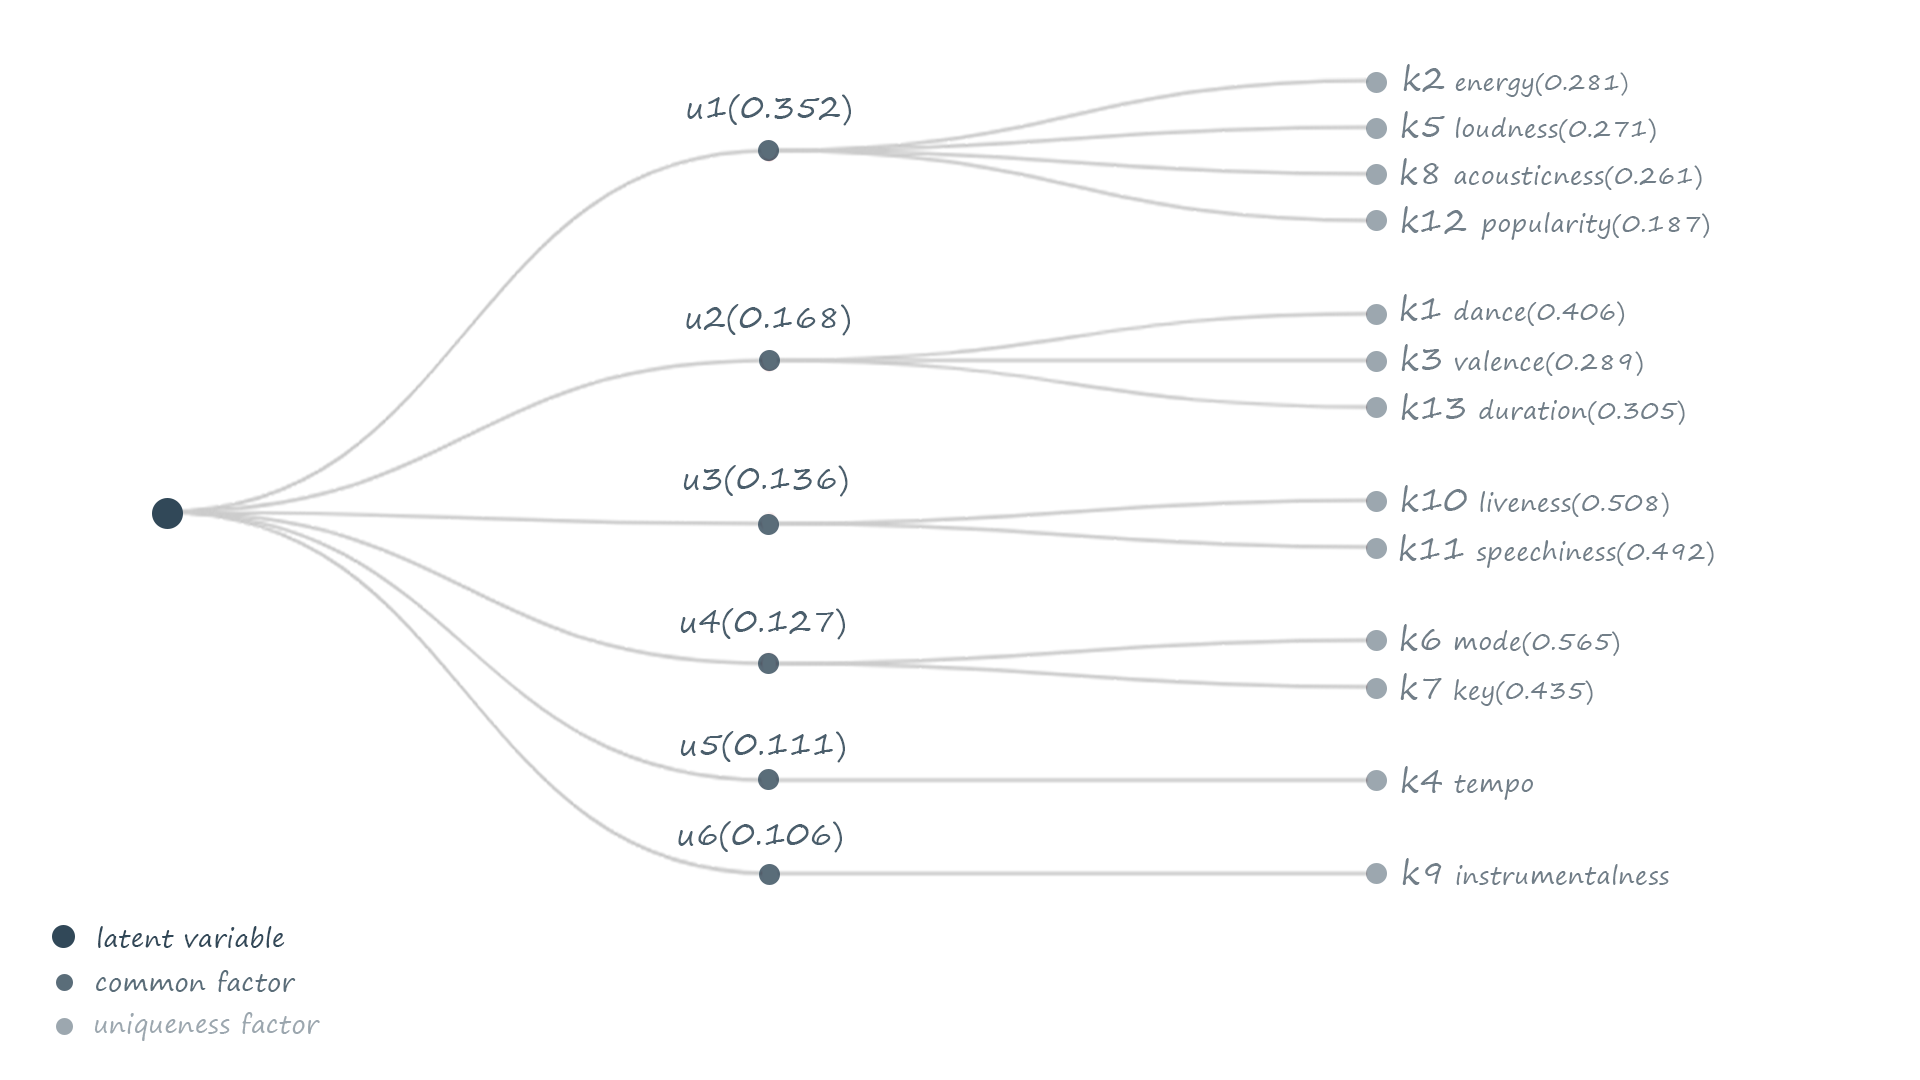 u1(0.352)
k2 energy(0.281)
k5 loudness(0.271)
k8 acousticness(0.261)
k12 popularity(0.187)
u2(0.168)
k1 dance(0.406)
k3 valence(0.289)
k13 duration(0.305)
u3(0.136)
k10 liveness(0.508)
k11 speechiness(0.492)
u4(0.127)
k6 mode(0.565)
k7 key(0.435)
u5(0.111)
k4 tempo
u6(0.106)
k9 instrumentalness
latent variable
common factor
uniqueness factor